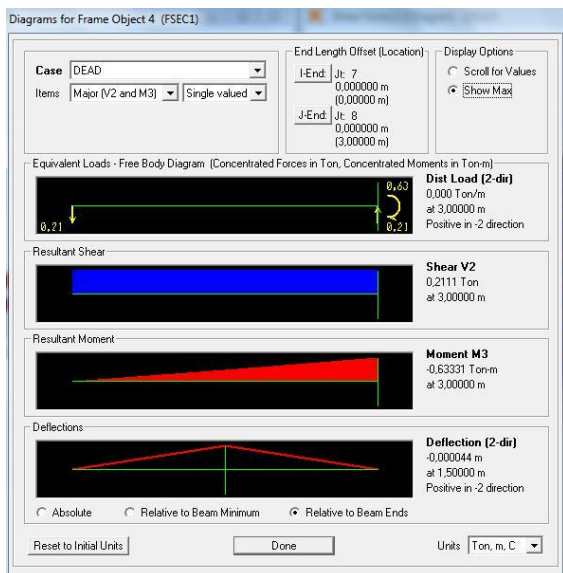 Diagrams for Frame Object 4 (FSEC1)
Case DEAD
Items Major (V2 and M3) Single valued
End Length Offset (Location)
I-End: Jt: 7
0,000000 m
(0,00000 m)
J-End: Jt: 8
0,000000 m
(3,00000 m)
Display Options
Scroll for Values
Show Max
Equivalent Loads - Free Body Diagram (Concentrated Forces in Ton, Concentrated Moments in Ton-m)
0,63
0,21
0,21
Dist Load (2-dir)
0,000 Ton/m
at 3,00000 m
Positive in -2 direction
Resultant Shear
Shear V2
0,2111 Ton
at 3,00000 m
Resultant Moment
Moment M3
-0,63331 Ton-m
at 3,00000 m
Deflections
Deflection (2-dir)
-0,000044 m
at 1,50000 m
Positive in -2 direction
Absolute Relative to Beam Minimum Relative to Beam Ends
Reset to Initial Units Done Units Ton, m, C